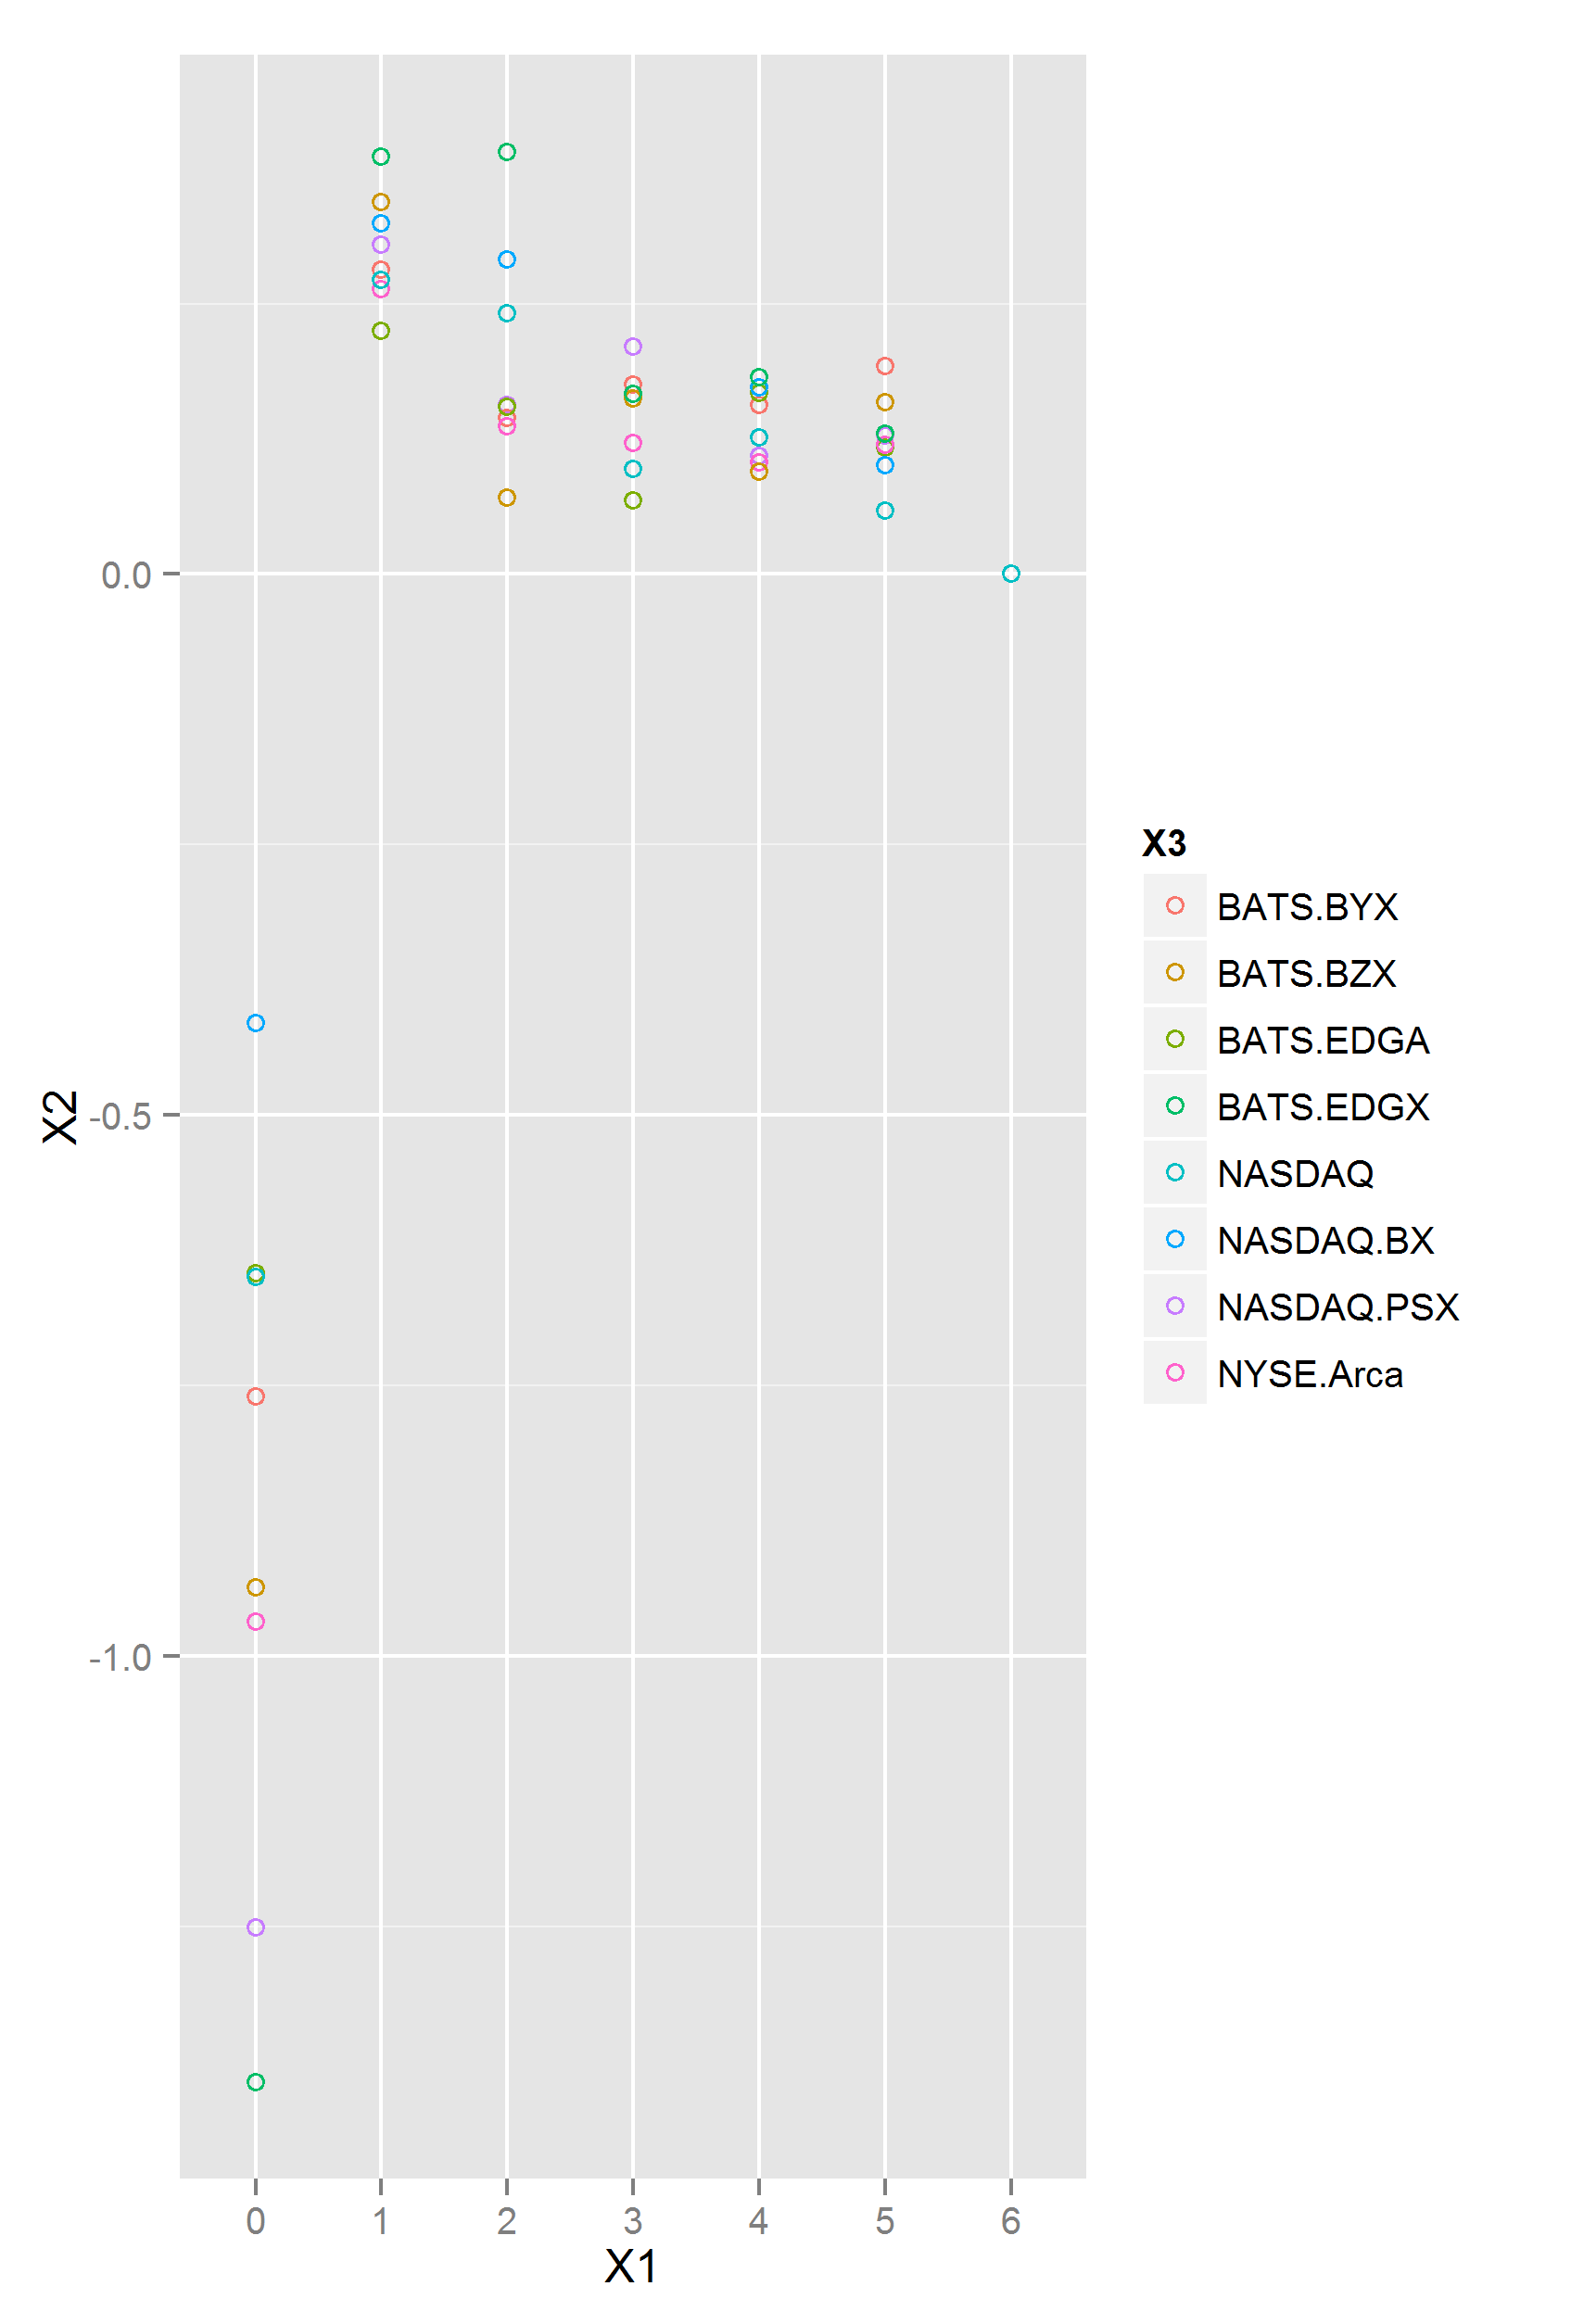 0.0
-0.5
-1.0
X2
0 1 2 3 4 5 6
X1
X3
BATS.BYX
BATS.BZX
BATS.EDGA
BATS.EDGX
NASDAQ
NASDAQ.BX
NASDAQ.PSX
NYSE.Arca